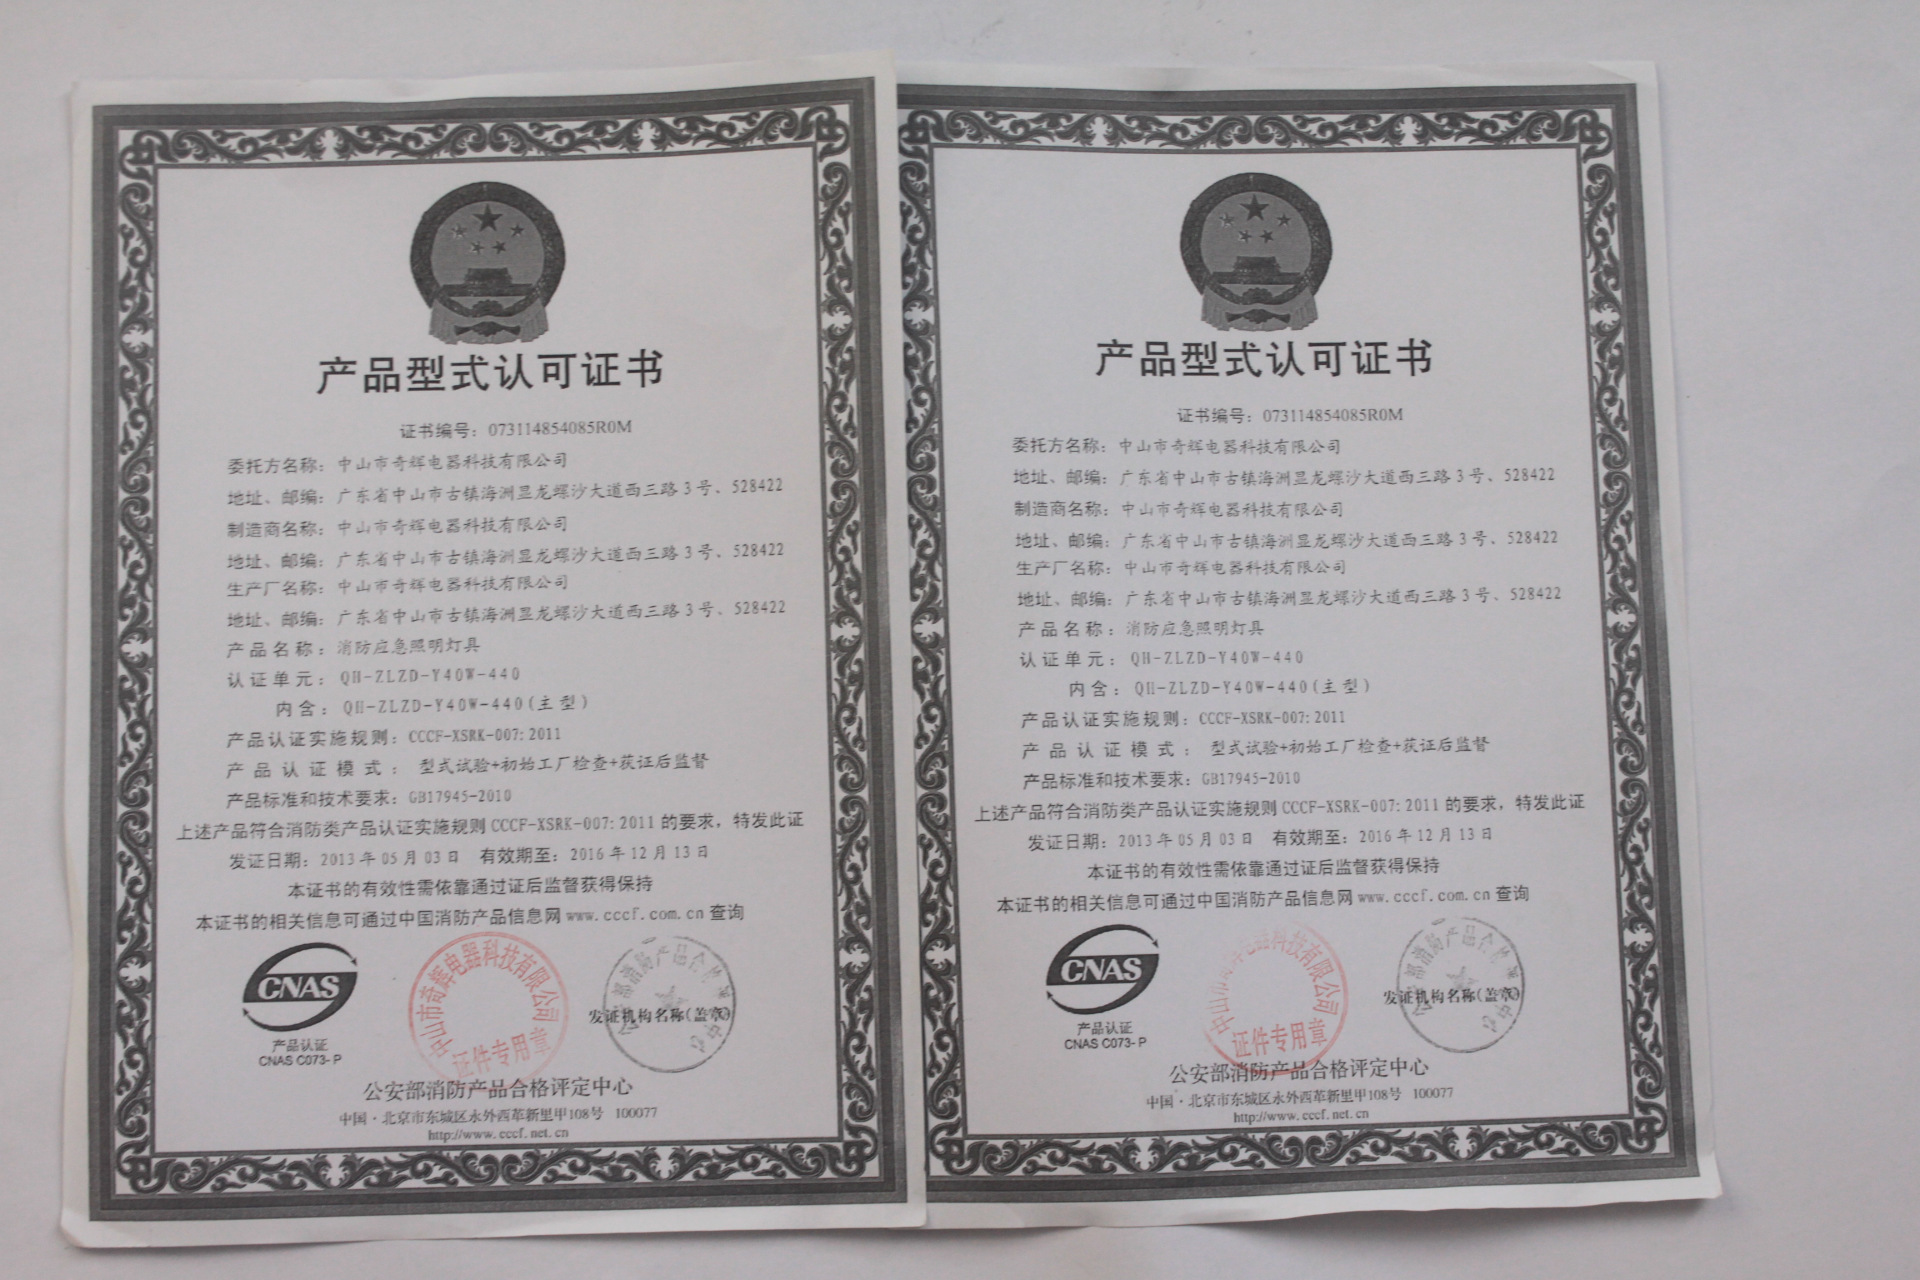 产品型式认可证书
证书编号：073114854085R0M
委托方名称：中山市奇辉电器科技有限公司
地址、邮编：广东省中山市古镇海洲显龙螺沙大道西三路3号、528422
制造商名称：中山市奇辉电器科技有限公司
地址、邮编：广东省中山市古镇海洲显龙螺沙大道西三路3号、528422
生产厂名称：中山市奇辉电器科技有限公司
地址、邮编：广东省中山市古镇海洲显龙螺沙大道西三路3号、528422
产品名称：消防应急照明灯具
认证单元：QH-ZLZD-Y40W-440
内含：QH-ZLZD-Y40W-440(主型)
产品认证实施规则：CCCF-XSRK-007:2011
产品认证模式：型式试验+初始工厂检查+获证后监督
产品标准和技术要求：GB17945-2010
上述产品符合消防类产品认证实施规则CCCF-XSRK-007:2011的要求，特发此证
发证日期：2013年05月03日 有效期至：2016年12月13日
本证书的有效性需依靠通过证后监督获得保持
本证书的相关信息可通过中国消防产品信息网www.cccf.com.cn查询
CNAS
产品认证
CNAS C073-P
中山市奇辉电器科技有限公司
证件专用章
公安部消防产品合格评定中心
发证机构名称(盖章)
公安部消防产品合格评定中心
中国·北京市东城区永外西革新里甲108号 100077
http://www.cccf.net.cn
产品型式认可证书
证书编号：073114854085R0M
委托方名称：中山市奇辉电器科技有限公司
地址、邮编：广东省中山市古镇海洲显龙螺沙大道西三路3号、528422
制造商名称：中山市奇辉电器科技有限公司
地址、邮编：广东省中山市古镇海洲显龙螺沙大道西三路3号、528422
生产厂名称：中山市奇辉电器科技有限公司
地址、邮编：广东省中山市古镇海洲显龙螺沙大道西三路3号、528422
产品名称：消防应急照明灯具
认证单元：QH-ZLZD-Y40W-440
内含：QH-ZLZD-Y40W-440(主型)
产品认证实施规则：CCCF-XSRK-007:2011
产品认证模式：型式试验+初始工厂检查+获证后监督
产品标准和技术要求：GB17945-2010
上述产品符合消防类产品认证实施规则CCCF-XSRK-007:2011的要求，特发此证
发证日期：2013年05月03日 有效期至：2016年12月13日
本证书的有效性需依靠通过证后监督获得保持
本证书的相关信息可通过中国消防产品信息网www.cccf.com.cn查询
CNAS
产品认证
CNAS C073-P
中山市奇辉电器科技有限公司
证件专用章
公安部消防产品合格评定中心
发证机构名称(盖章)
公安部消防产品合格评定中心
中国·北京市东城区永外西革新里甲108号 100077
http://www.cccf.net.cn